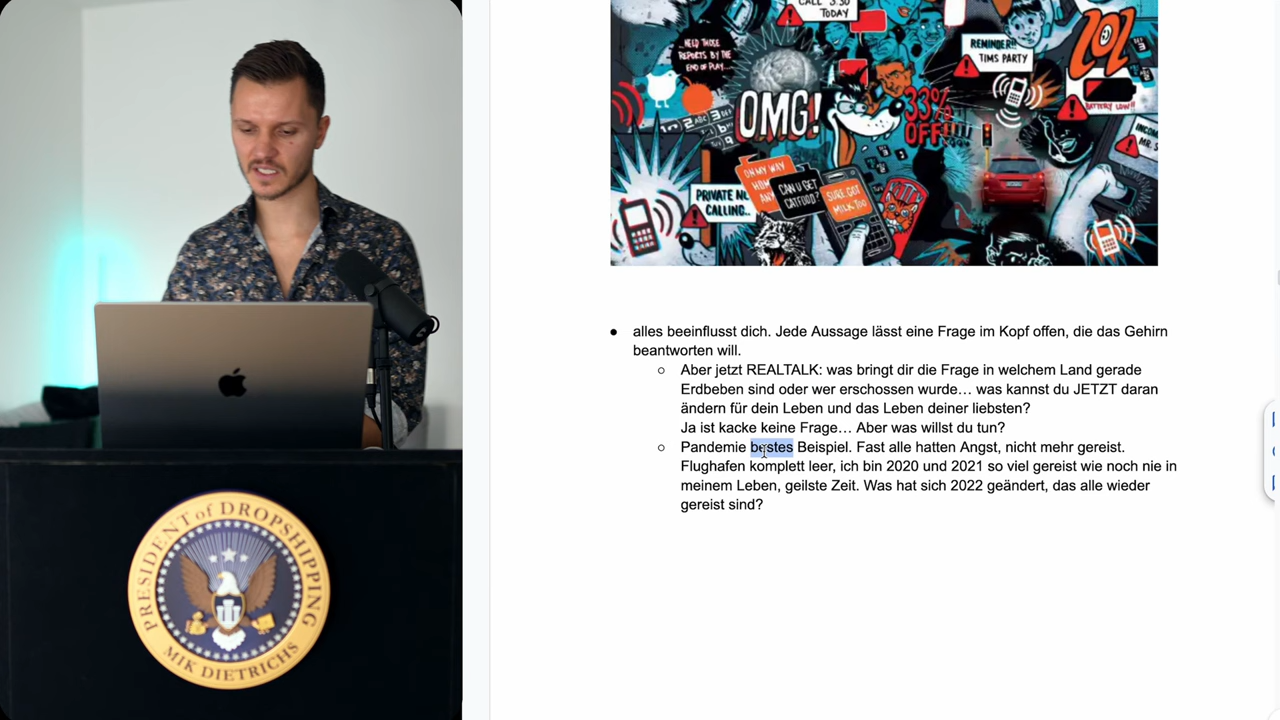 CALL 3:30
TODAY
...NEED THOSE
REPORTS BY THE
END OF PLAY...
REMINDER!!
TIMS PARTY
LOL
BATTERY LOW!!
OMG!
33%
OFF!!
ON MY WAY
CAN U GET
CATFOOD?
SURE. GOT
MILK TOO
PRIVATE
CALLING..
● alles beeinflusst dich. Jede Aussage lässt eine Frage im Kopf offen, die das Gehirn
beantworten will.
○ Aber jetzt REALTALK: was bringt dir die Frage in welchem Land gerade
Erdbeben sind oder wer erschossen wurde… was kannst du JETZT daran
ändern für dein Leben und das Leben deiner liebsten?
Ja ist kacke keine Frage… Aber was willst du tun?
○ Pandemie bestes Beispiel. Fast alle hatten Angst, nicht mehr gereist.
Flughafen komplett leer, ich bin 2020 und 2021 so viel gereist wie noch nie in
meinem Leben, geilste Zeit. Was hat sich 2022 geändert, das alle wieder
gereist sind?
PRESIDENT of DROPSHIPPING
MIK DIETRICHS